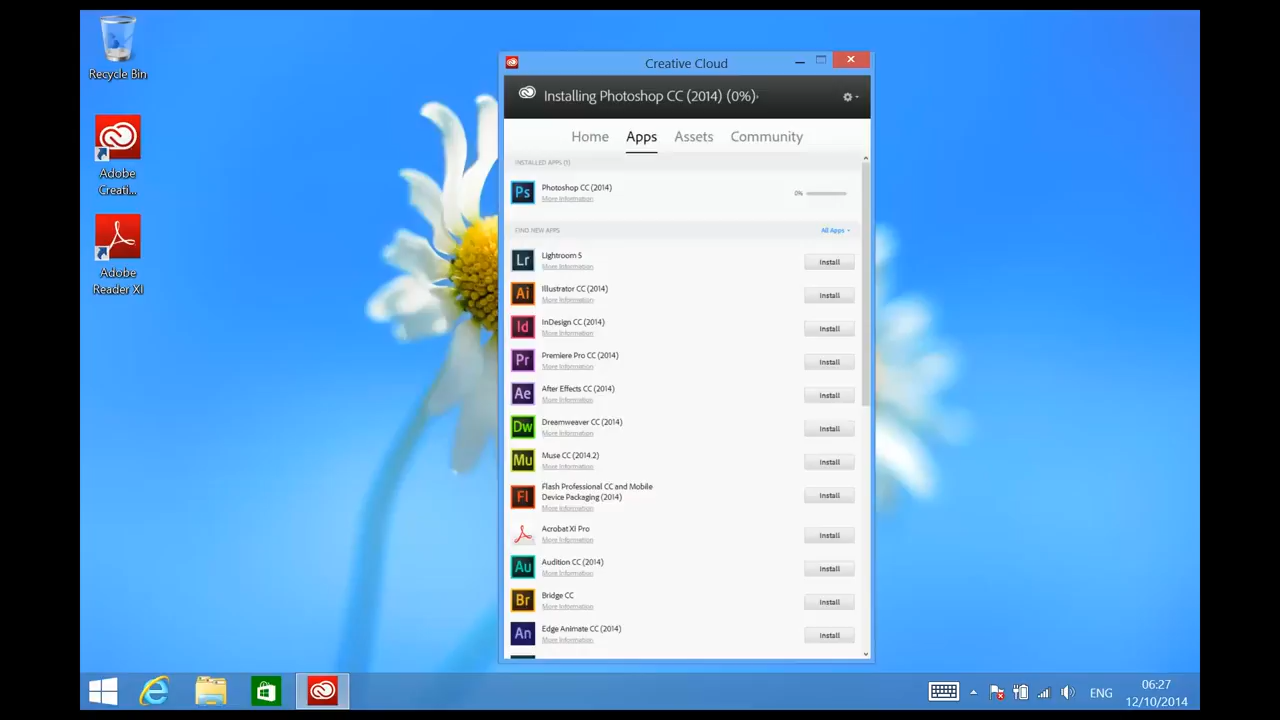 Recycle Bin
Adobe
Creati...
Adobe
Reader XI
Creative Cloud
Installing Photoshop CC (2014) (0%)
Home Apps Assets Community
INSTALLED APPS (1)
Ps Photoshop CC (2014) 0%
More Information
FIND NEW APPS All Apps
Lr Lightroom 5 Install
More Information
Ai Illustrator CC (2014) Install
More Information
Id InDesign CC (2014) Install
More Information
Pr Premiere Pro CC (2014) Install
More Information
Ae After Effects CC (2014) Install
More Information
Dw Dreamweaver CC (2014) Install
More Information
Mu Muse CC (2014.2) Install
More Information
Fl Flash Professional CC and Mobile
Device Packaging (2014) Install
More Information
Acrobat XI Pro Install
More Information
Au Audition CC (2014) Install
More Information
Br Bridge CC Install
More Information
An Edge Animate CC (2014) Install
More Information
ENG
06:27
12/10/2014